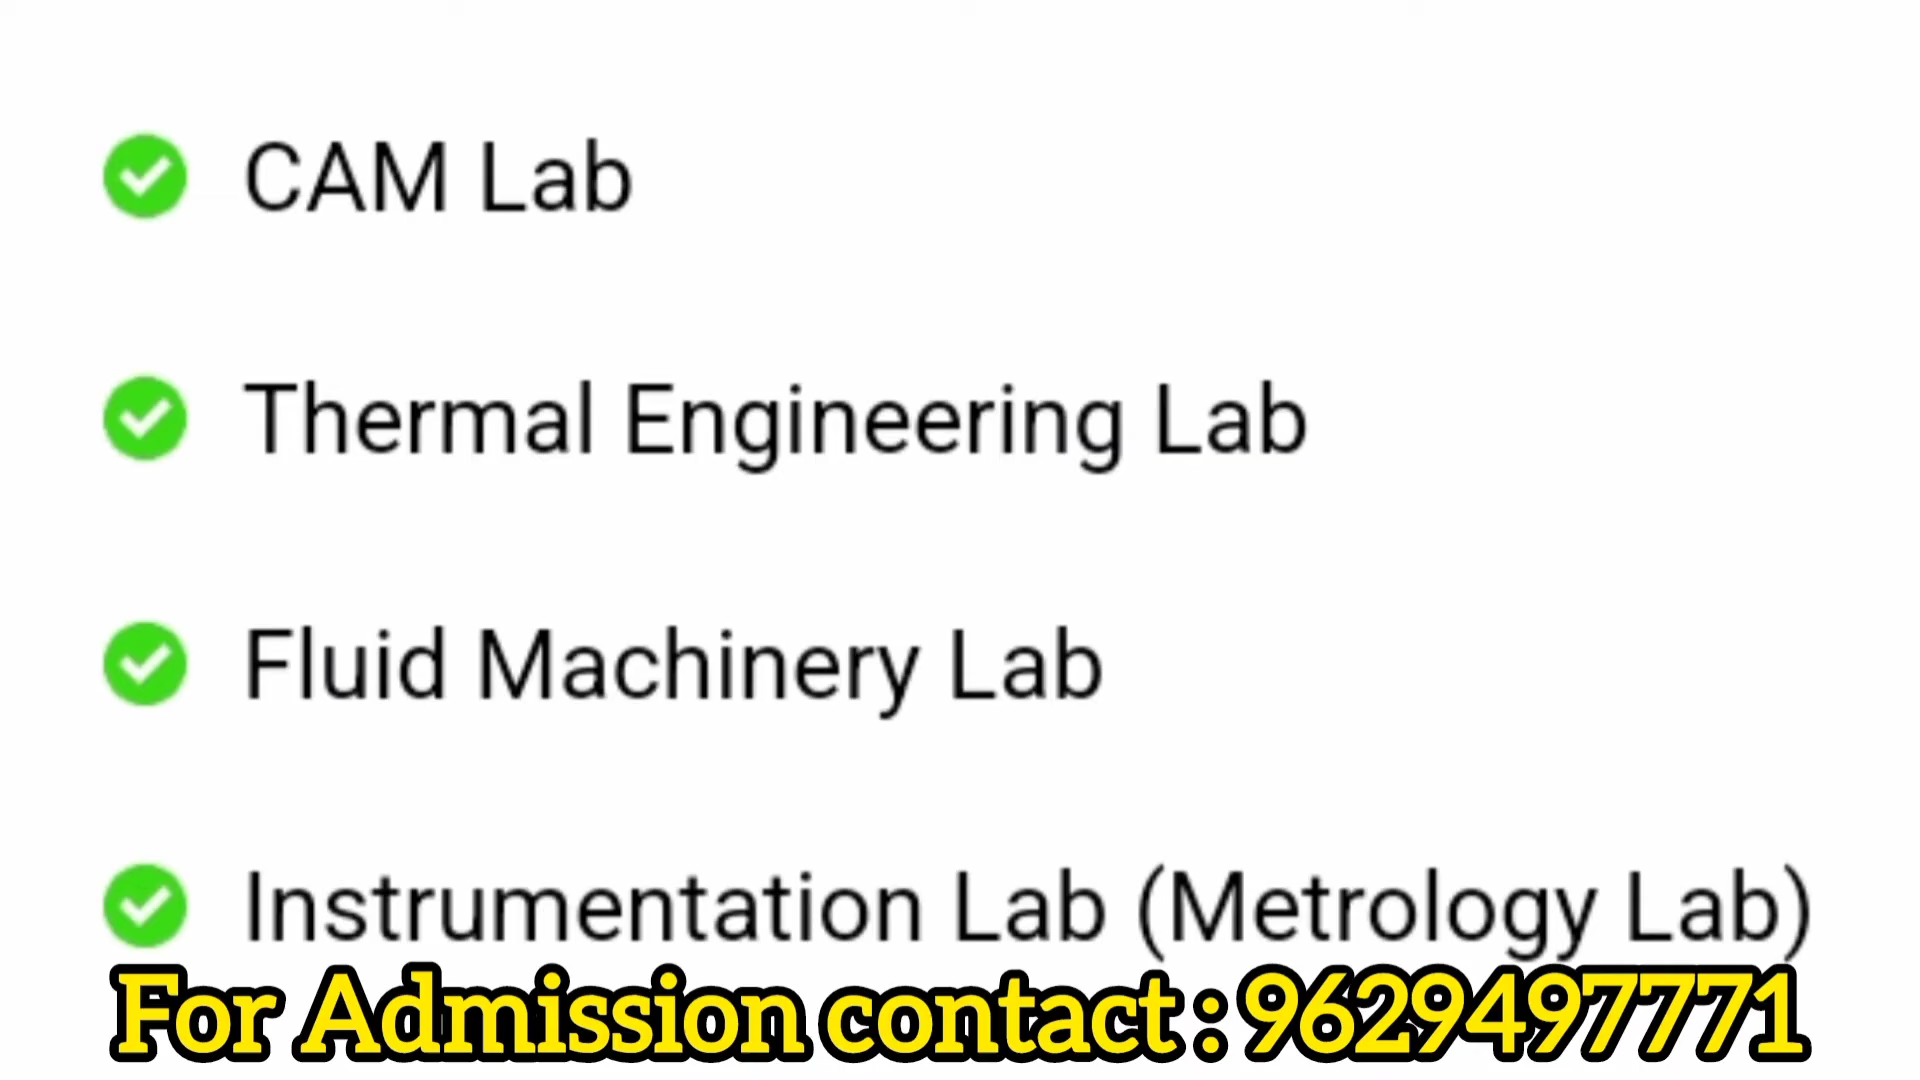 CAM Lab
Thermal Engineering Lab
Fluid Machinery Lab
Instrumentation Lab (Metrology Lab)
For Admission contact : 9629497771